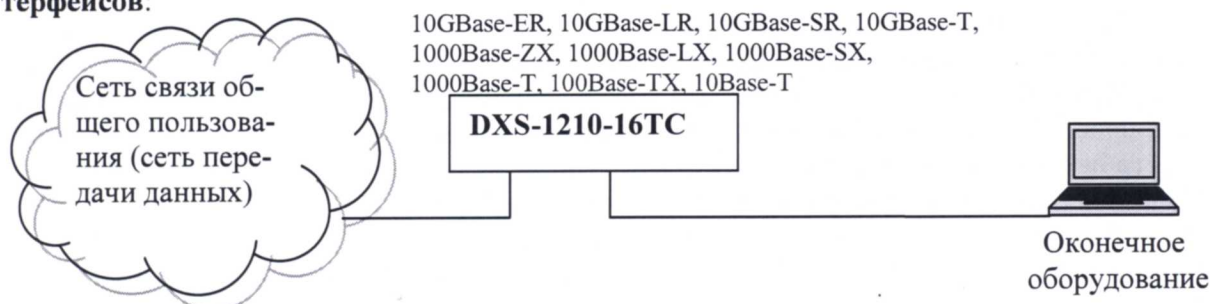 терфейсов:
10GBase-ER, 10GBase-LR, 10GBase-SR, 10GBase-T,
1000Base-ZX, 1000Base-LX, 1000Base-SX,
1000Base-T, 100Base-TX, 10Base-T
Сеть связи об-
щего пользова-
ния (сеть пере-
дачи данных)
DXS-1210-16TC
Оконечное
оборудование